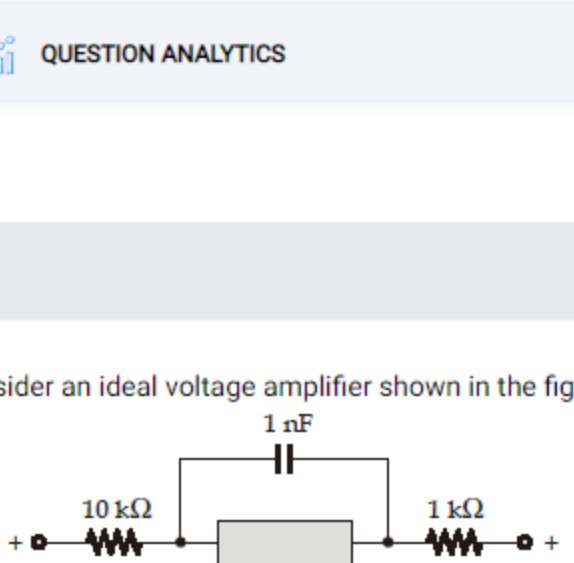 QUESTION ANALYTICS
sider an ideal voltage amplifier shown in the fig
1 nF
10 kΩ 1 kΩ
+ +